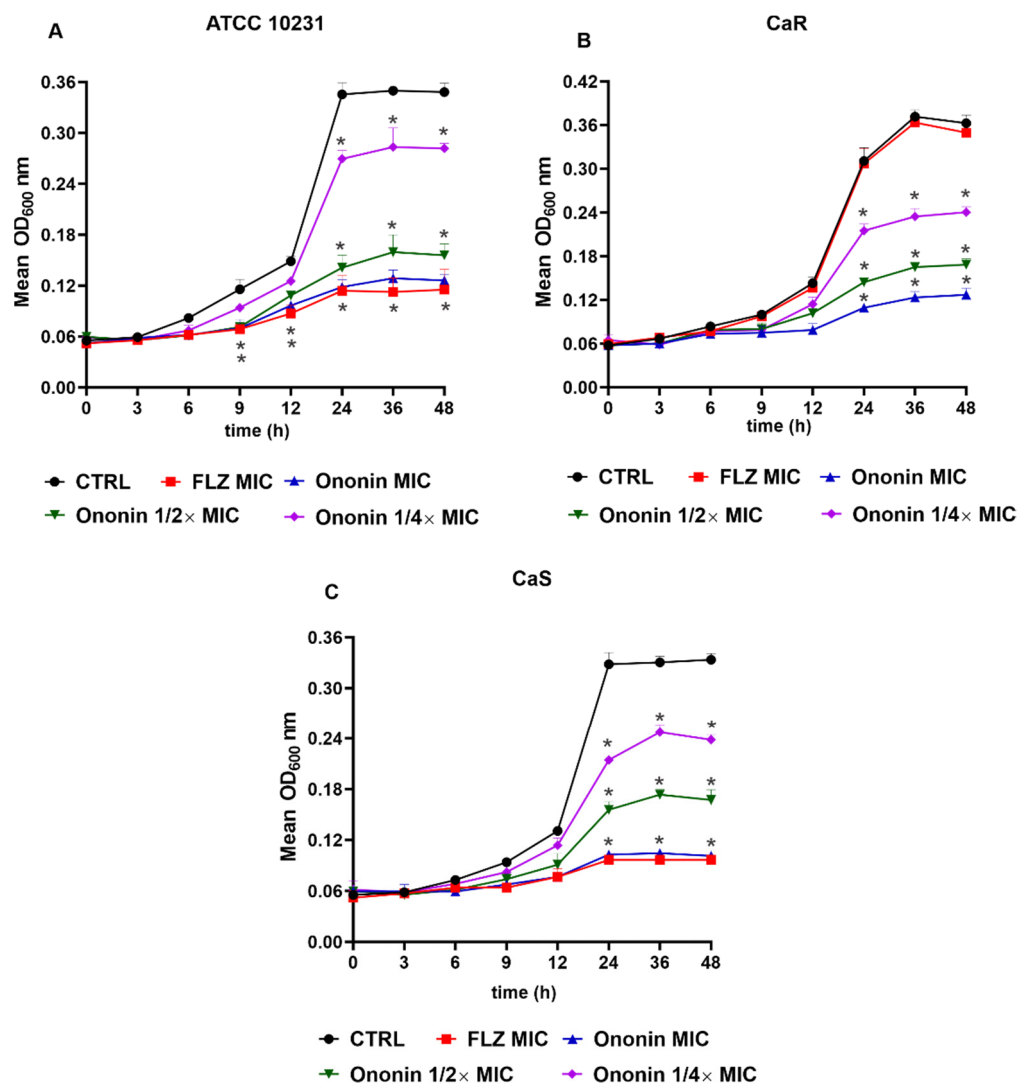 A
ATCC 10231
Mean OD600 nm
0.36
0.30
0.24
0.18
0.12
0.06
0.00
* * *
* * *
* * * * * * *
0 3 6 9 12 24 36 48
time (h)
CTRL FLZ MIC Ononin MIC
Ononin 1/2× MIC Ononin 1/4× MIC
B
CaR
Mean OD600 nm
0.42
0.36
0.30
0.24
0.18
0.12
0.06
0.00
* * *
* * *
* * *
0 3 6 9 12 24 36 48
time (h)
CTRL FLZ MIC Ononin MIC
Ononin 1/2× MIC Ononin 1/4× MIC
C
CaS
Mean OD600 nm
0.36
0.30
0.24
0.18
0.12
0.06
0.00
* * *
* * *
* * *
0 3 6 9 12 24 36 48
time (h)
CTRL FLZ MIC Ononin MIC
Ononin 1/2× MIC Ononin 1/4× MIC